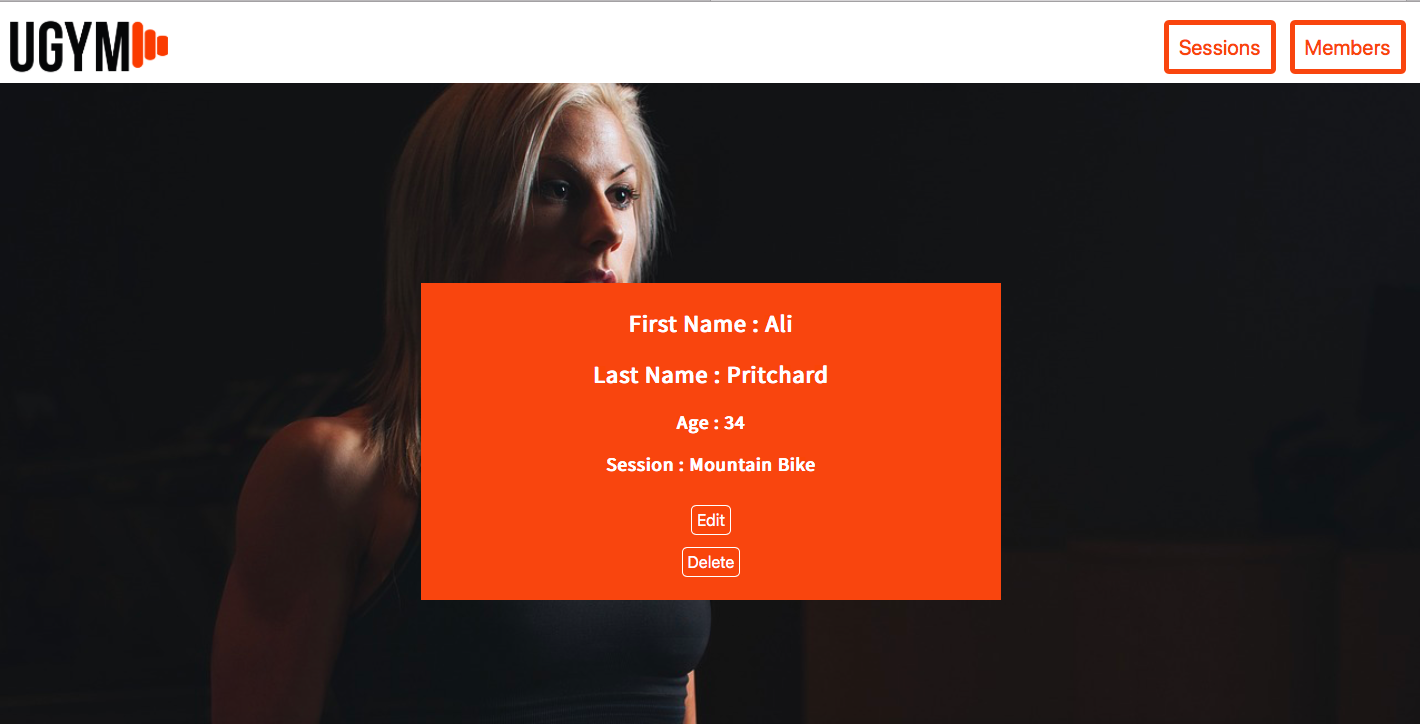 UGYM
Sessions
Members
First Name : Ali
Last Name : Pritchard
Age : 34
Session : Mountain Bike
Edit
Delete